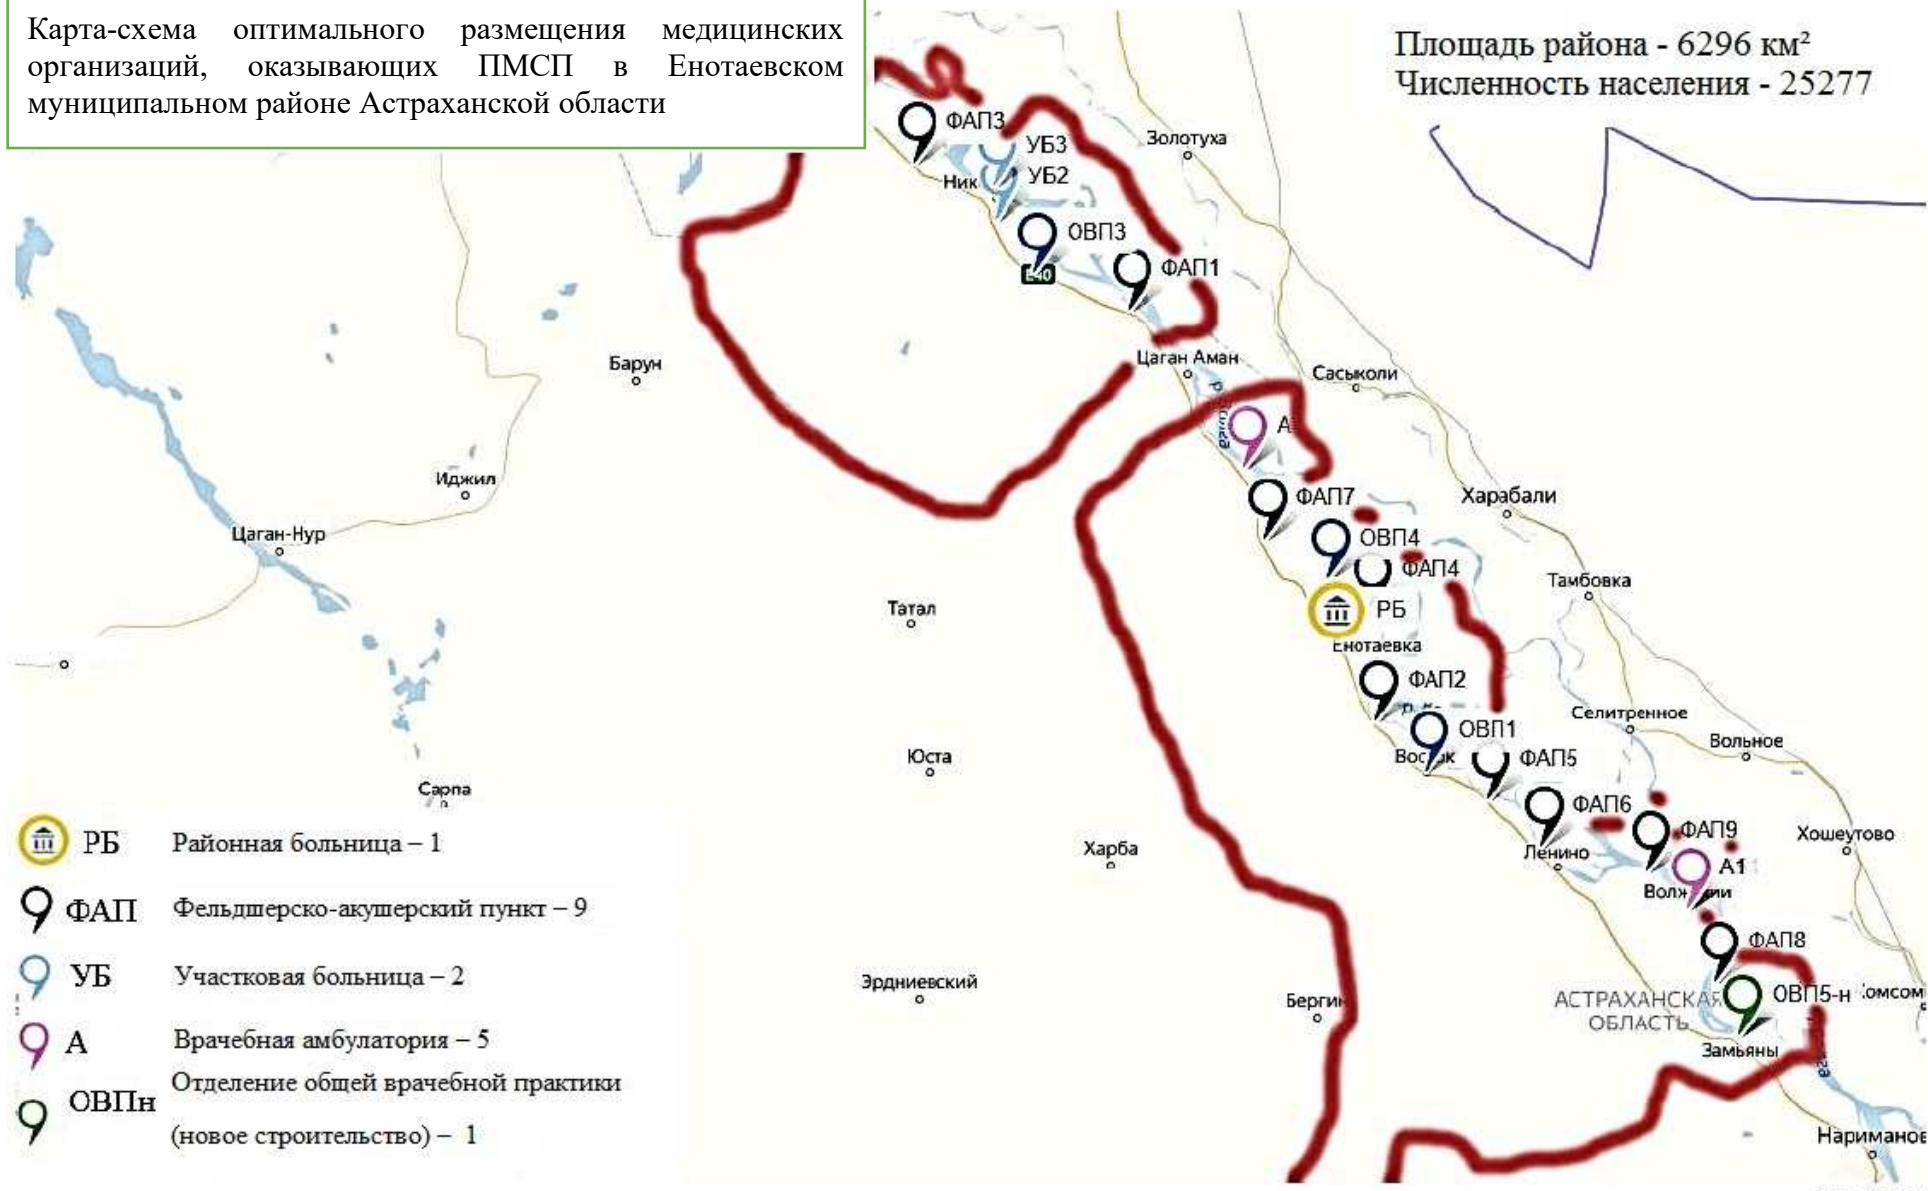 Карта-схема оптимального размещения медицинских
организаций, оказывающих ПМСП в Енотаевском
муниципальном районе Астраханской области
Площадь района - 6296 км²
Численность населения - 25277
ФАП3
УБ3
Золотуха
УБ2
Ник
ОВП3
Е40
ФАП1
Барун
Цаган Аман
Саськоли
А
Иджил
ФАП7
Харабали
Цаган-Нур
ОВП4
ФАП4
Тамбовка
Татал
РБ
Енотаевка
ФАП2
Селитренное
ОВП1
Вольное
Юста
ФАП5
Сарпа
ФАП6
ФАП9
Хошеутово
Харба
Ленино
А1
ФАП8
Эрдниевский
Бергин
АСТРАХАНСКАЯ
ОБЛАСТЬ
ОВП5-н
омсом
Замьяны
Нариманов
РБ Районная больница – 1
ФАП Фельдшерско-акушерский пункт – 9
УБ Участковая больница – 2
А Врачебная амбулатория – 5
ОВПн Отделение общей врачебной практики
(новое строительство) – 1